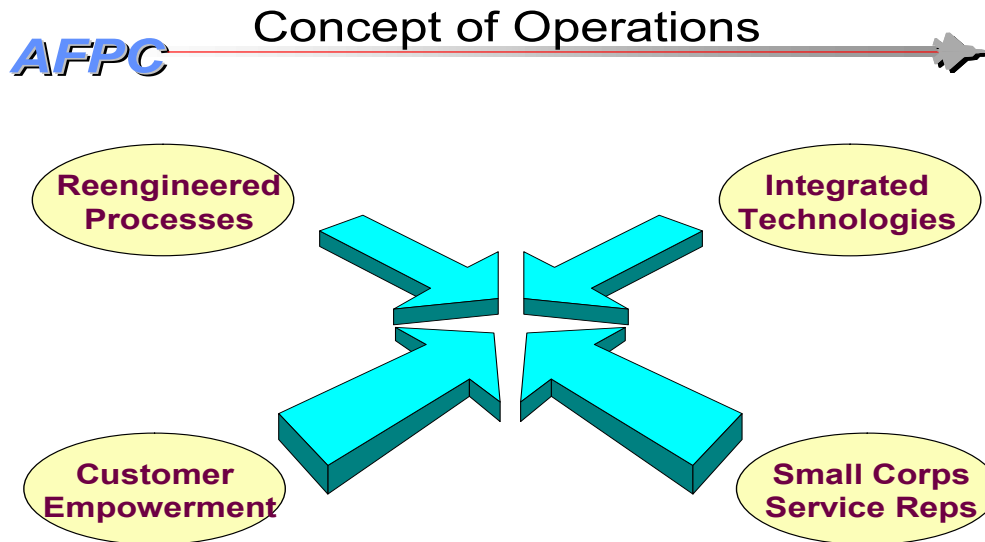 Concept of Operations
AFPC
Reengineered
Processes
Integrated
Technologies
Customer
Empowerment
Small Corps
Service Reps